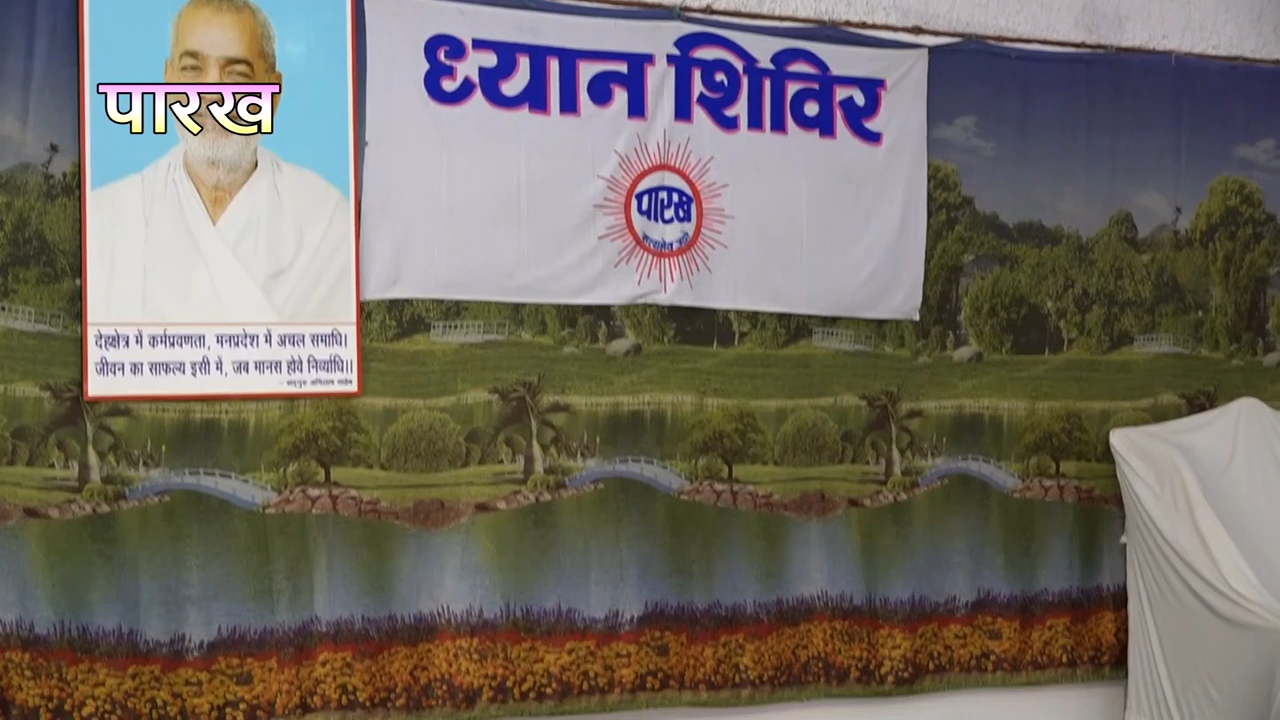 पारख
ध्यान शिविर
पारख
देहक्षेत्र में कर्मप्रवणता, मनप्रदेश में अचल समाधि।
जीवन का साफल्य इसी में, जब मानस होवे निर्व्याधि।।